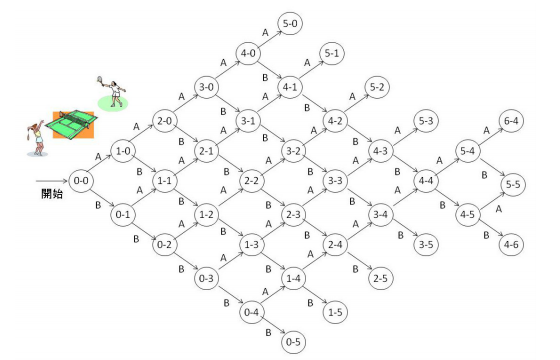 5-0
A
4-0 5-1
A A
B
3-0 4-1 5-2
A A A
B B
2-0 3-1 4-2 5-3 6-4
A A A A A
B B B
1-0 2-1 3-2 4-3 5-4
A A A A A
B B B B B
0-0 1-1 2-2 3-3 4-4 5-5
開始
A A A A A
B B B B B
0-1 1-2 2-3 3-4 4-5
A A A
B B B B B
0-2 1-3 2-4 3-5 4-6
A A
B B B
0-3 1-4 2-5
A
B B
0-4 1-5
B
0-5